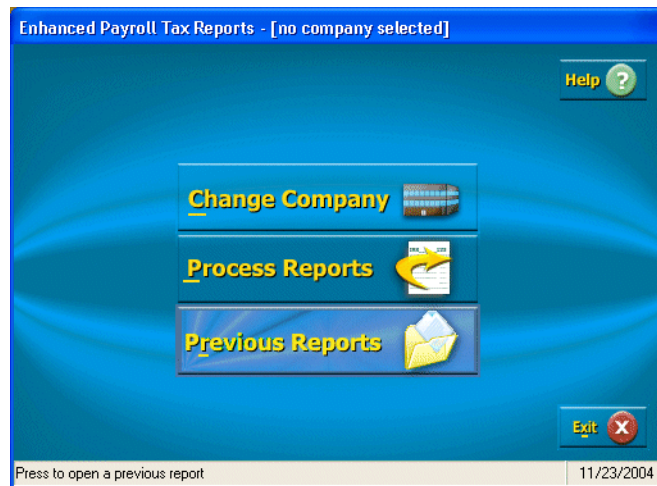 Enhanced Payroll Tax Reports - [no company selected]
Help ?
Change Company
Process Reports
Previous Reports
Exit X
Press to open a previous report
11/23/2004